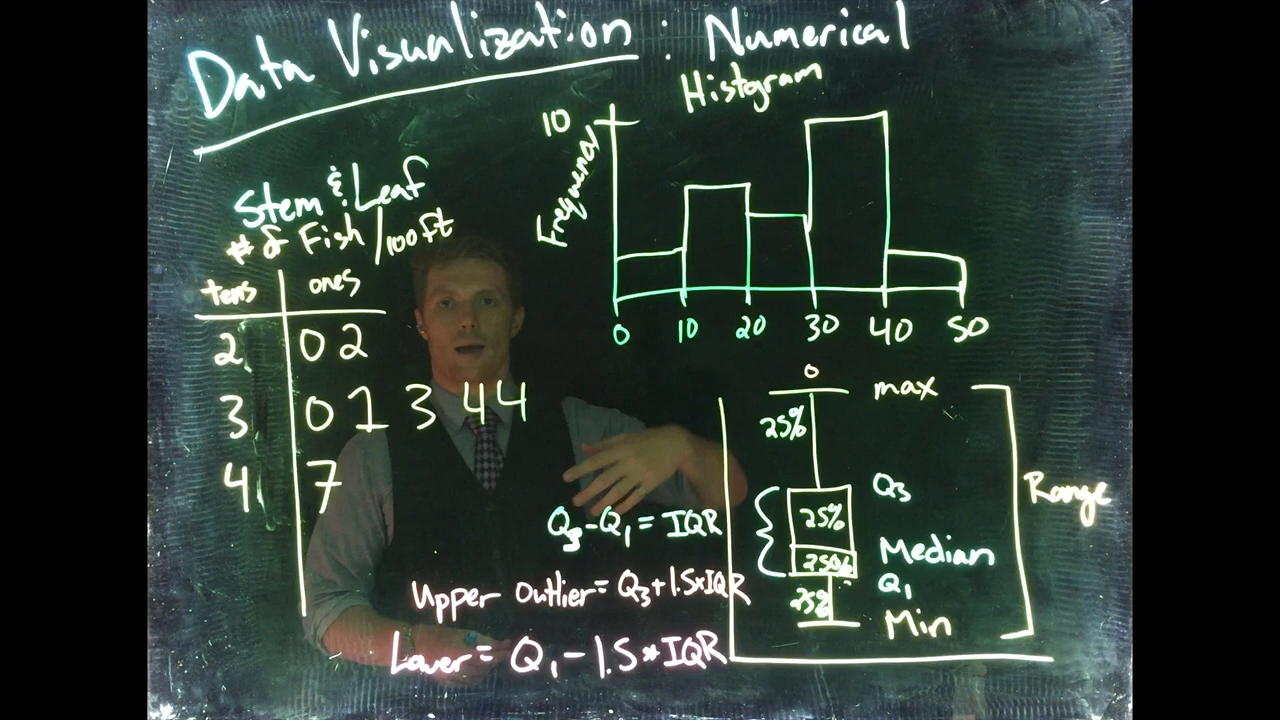 Data Visualization: Numerical
Stem & Leaf
# of Fish/100ft
tens ones
2 0 2
3 0 1 3 4 4
4 7
Histogram
10
Frequency
0 10 20 30 40 50
0
max
25%
Q3
25%
Median
25%
Q1
25%
Min
Range
Q3-Q1=IQR
Upper Outlier=Q3+1.5*IQR
Lower=Q1-1.5*IQR